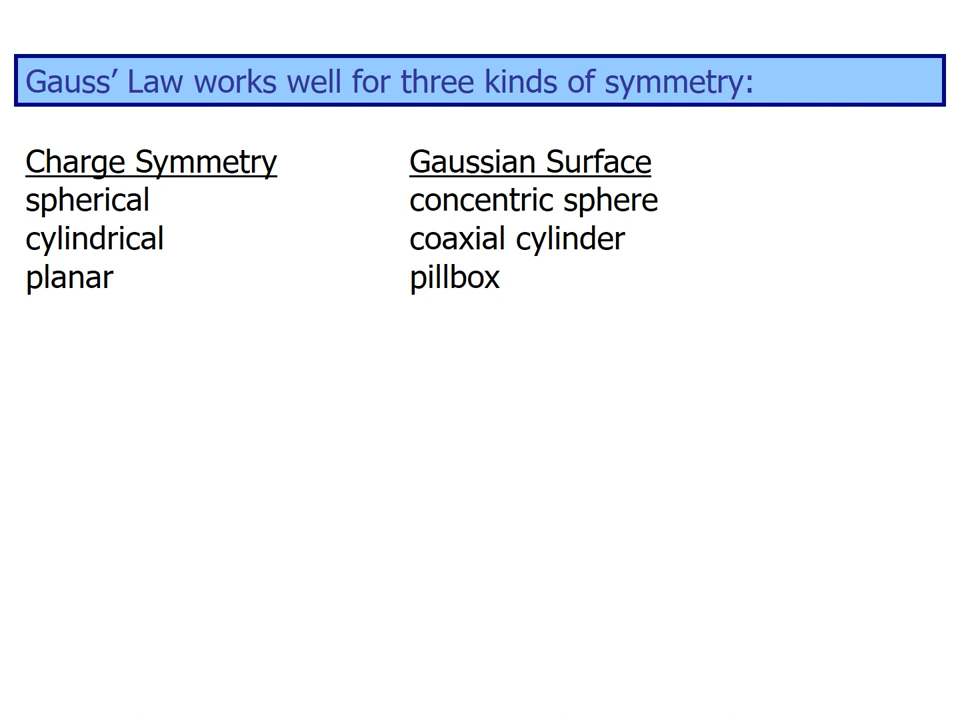 Gauss’ Law works well for three kinds of symmetry:
Charge Symmetry Gaussian Surface
spherical concentric sphere
cylindrical coaxial cylinder
planar pillbox